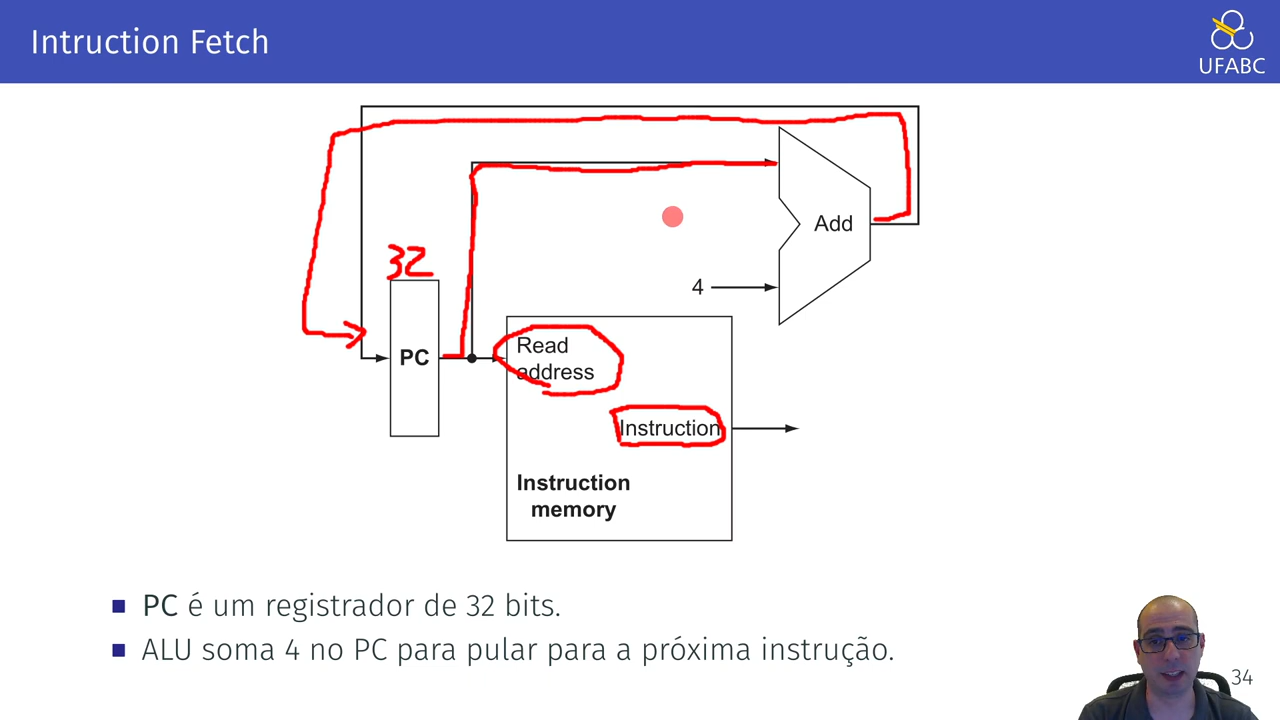 Intruction Fetch
UFABC
Add
32
4
PC
Read
address
Instruction
Instruction
memory
■ PC é um registrador de 32 bits.
■ ALU soma 4 no PC para pular para a próxima instrução.
34